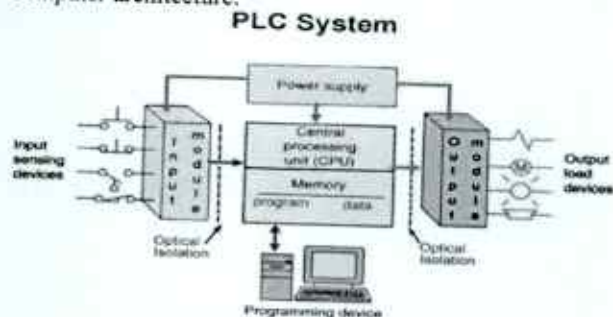 computer architecture.
PLC System
Power supply
Input
sensing
devices
Input
module
Central
processing
unit (CPU)
Memory
program data
Output
module
Output
load
devices
M
Optical
Isolation
Optical
Isolation
Programming device